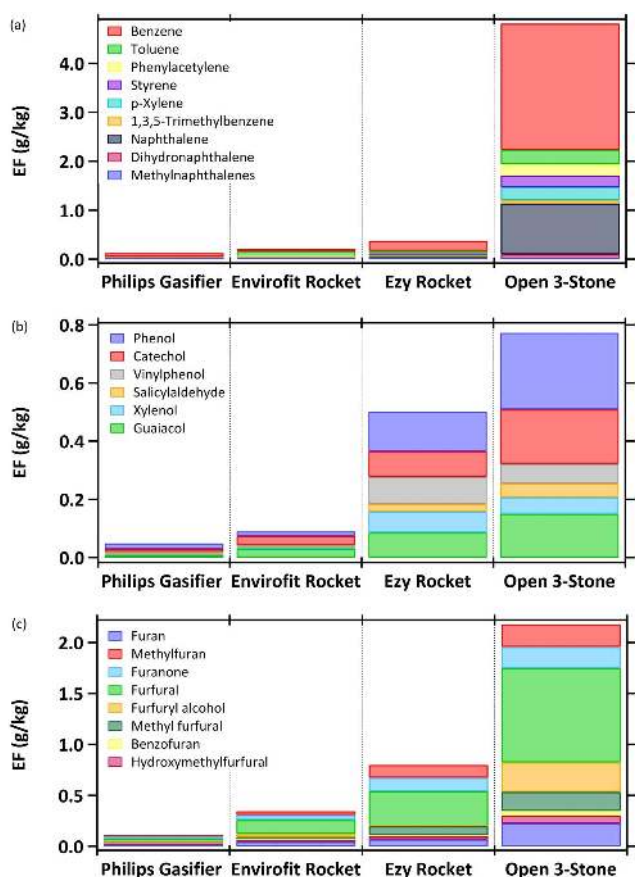 (a)
Benzene
Toluene
Phenylacetylene
Styrene
p-Xylene
1,3,5-Trimethylbenzene
Naphthalene
Dihydronaphthalene
Methylnaphthalenes
EF (g/kg)
4.0
3.0
2.0
1.0
0.0
Philips Gasifier Envirofit Rocket Ezy Rocket Open 3-Stone
(b)
Phenol
Catechol
Vinylphenol
Salicylaldehyde
Xylenol
Guaiacol
EF (g/kg)
0.8
0.6
0.4
0.2
0.0
Philips Gasifier Envirofit Rocket Ezy Rocket Open 3-Stone
(c)
Furan
Methylfuran
Furanone
Furfural
Furfuryl alcohol
Methyl furfural
Benzofuran
Hydroxymethylfurfural
EF (g/kg)
2.0
1.5
1.0
0.5
0.0
Philips Gasifier Envirofit Rocket Ezy Rocket Open 3-Stone